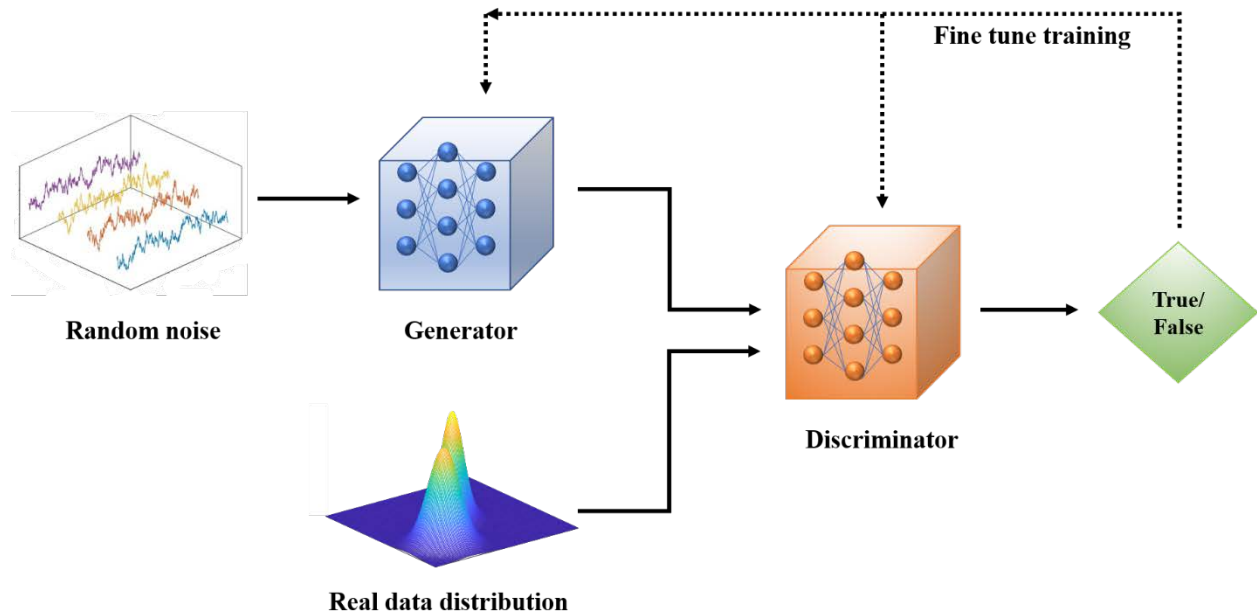 Fine tune training
Random noise
Generator
True/
False
Discriminator
Real data distribution